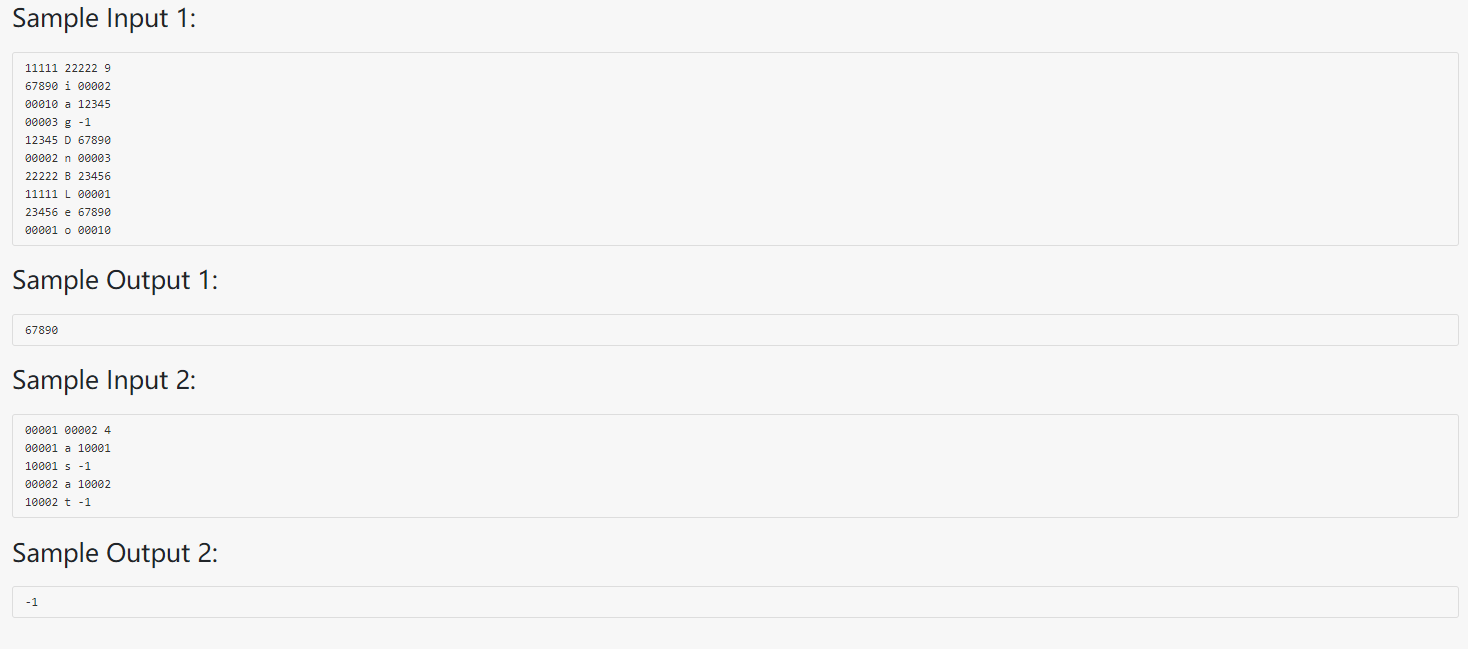 Sample Input 1:
11111 22222 9
67890 i 00002
00010 a 12345
00003 g -1
12345 D 67890
00002 n 00003
22222 B 23456
11111 L 00001
23456 e 67890
00001 o 00010
Sample Output 1:
67890
Sample Input 2:
00001 00002 4
00001 a 10001
10001 s -1
00002 a 10002
10002 t -1
Sample Output 2:
-1